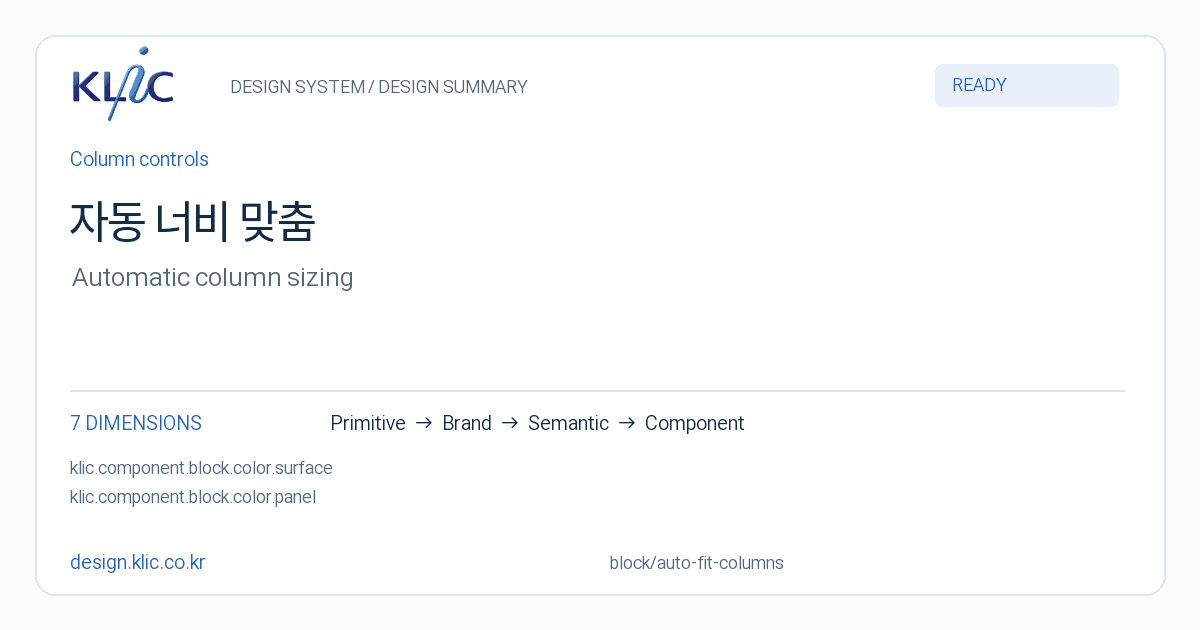 KLIC
DESIGN SYSTEM / DESIGN SUMMARY
READY
Column controls
자동 너비 맞춤
Automatic column sizing
7 DIMENSIONS
Primitive → Brand → Semantic → Component
klic.component.block.color.surface
klic.component.block.color.panel
design.klic.co.kr
block/auto-fit-columns